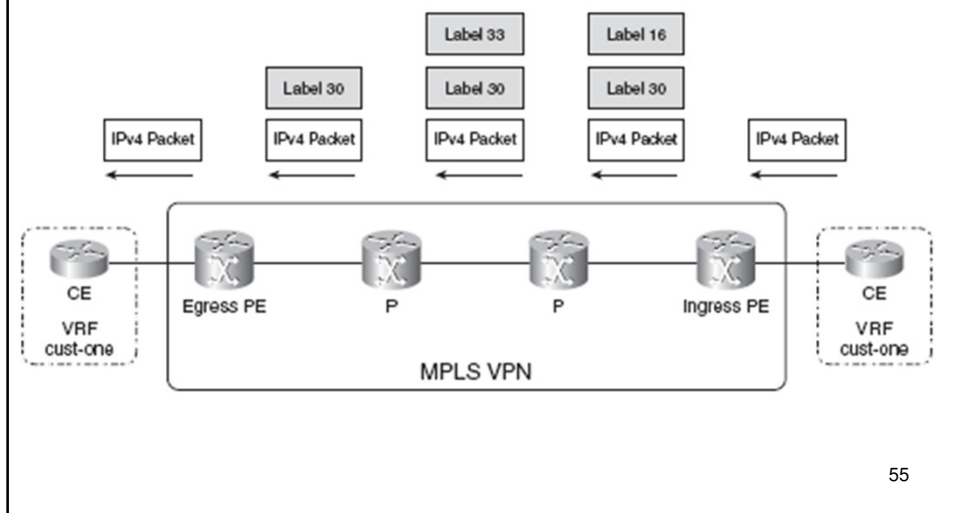 Label 33
Label 16
Label 30
Label 30
Label 30
IPv4 Packet
IPv4 Packet
IPv4 Packet
IPv4 Packet
IPv4 Packet
CE
VRF
cust-one
Egress PE
P
P
Ingress PE
CE
VRF
cust-one
MPLS VPN
55